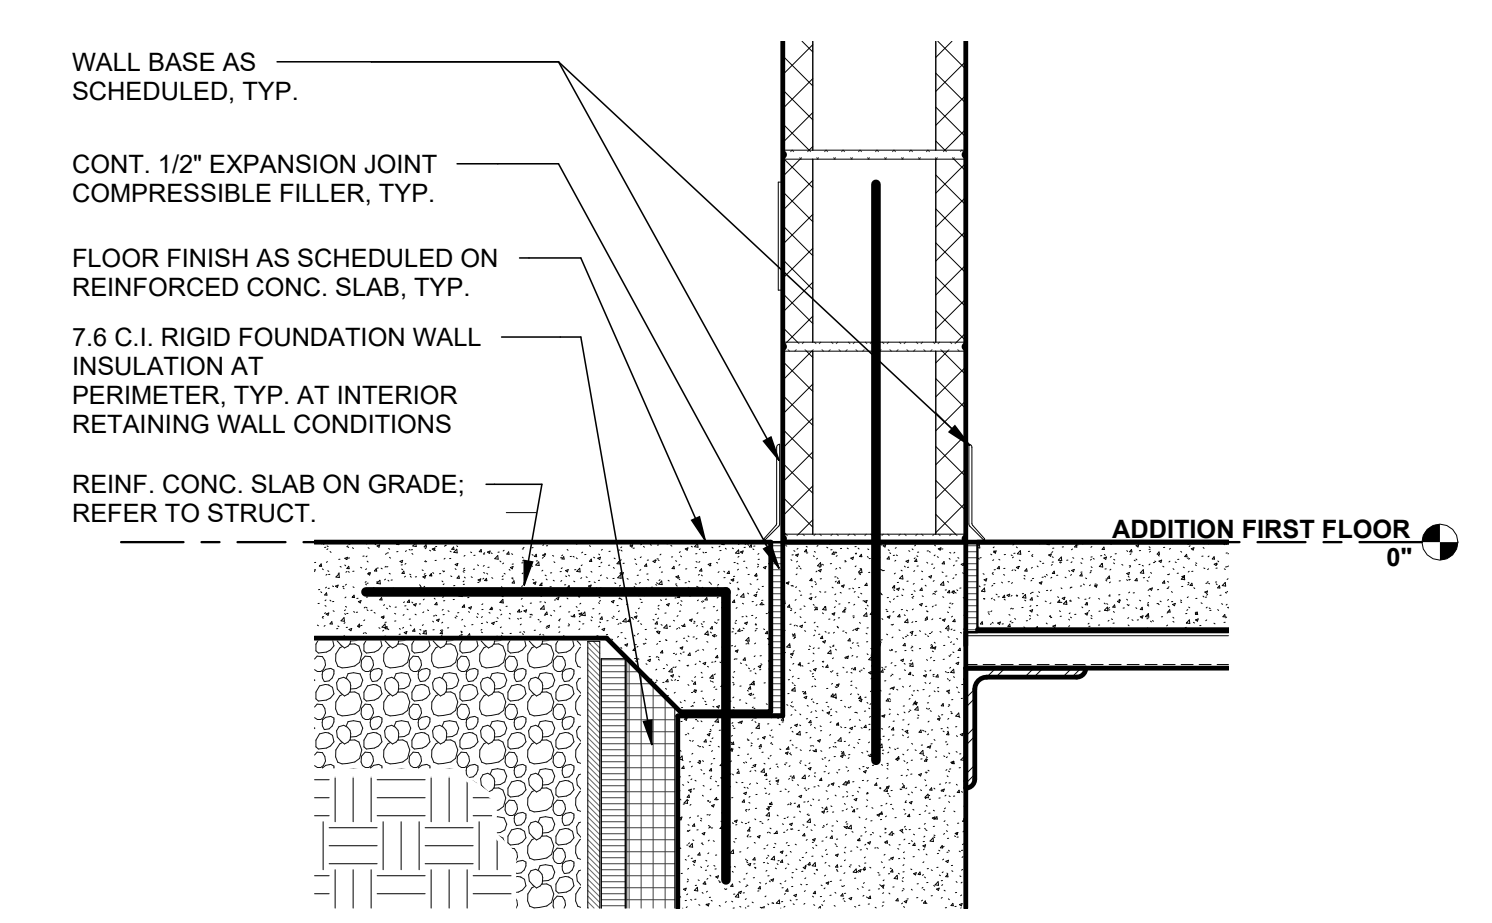 WALL BASE AS
SCHEDULED, TYP.
CONT. 1/2" EXPANSION JOINT
COMPRESSIBLE FILLER, TYP.
FLOOR FINISH AS SCHEDULED ON
REINFORCED CONC. SLAB, TYP.
7.6 C.I. RIGID FOUNDATION WALL
INSULATION AT
PERIMETER, TYP. AT INTERIOR
RETAINING WALL CONDITIONS
REINF. CONC. SLAB ON GRADE;
REFER TO STRUCT.
ADDITION FIRST FLOOR
0"